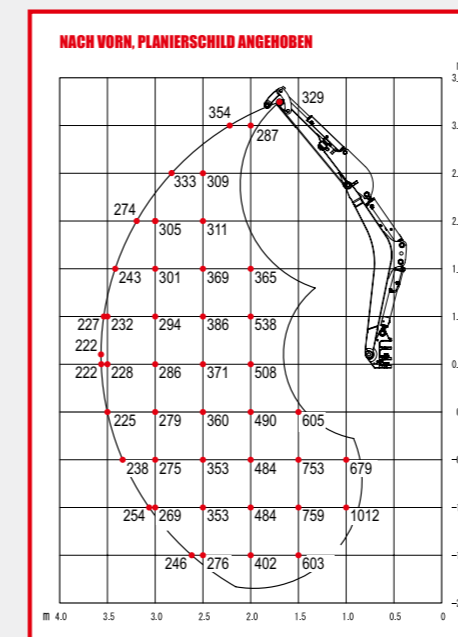 NACH VORN, PLANIERSCHILD ANGEHOBEN
329
354
287
333 309
274
305 311
243 301 369 365
227 232 294 386 538
222
222 228 286 371 508
225 279 360 490 605
238 275 353 484 753 679
254 269 353 484 759 1012
246 276 402 603
m 4.0 3.5 3.0 2.5 2.0 1.5 1.0 0.5 0